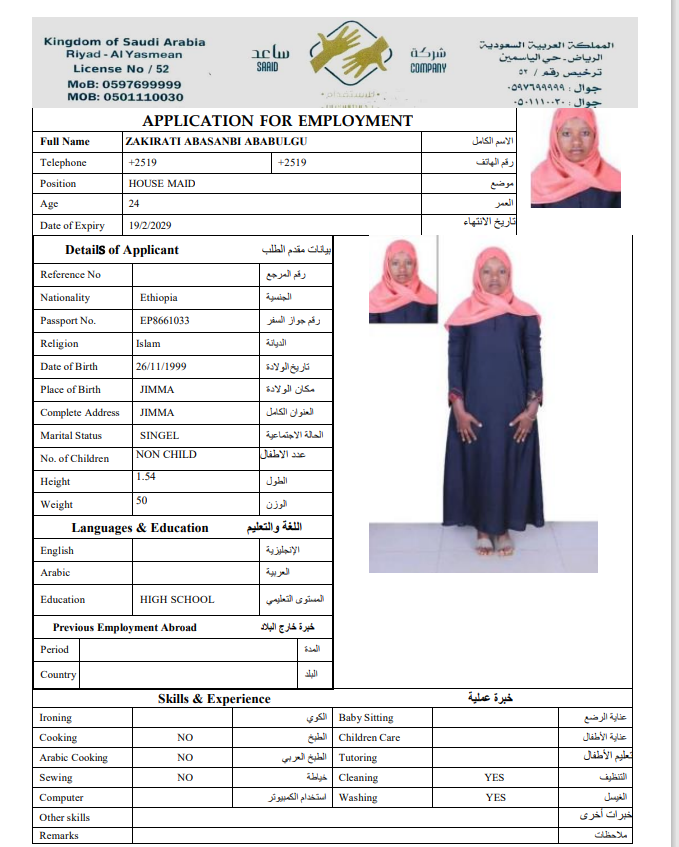 Kingdom of Saudi Arabia
Riyad - Al Yasmean
License No / 52
MoB: 0597699999
MOB: 0501110030
ساعد
SAAID
شركة
COMPANY
المملكة العربية السعودية
الرياض - حي الياسمين
ترخيص رقم / ٥٢
جوال : ٠٥٩٧٦٩٩٩٩٩
جوال : ٠٥٠١١١٠٠٣٠
للاستقدام
APPLICATION FOR EMPLOYMENT
Full Name ZAKIRATI ABASANBI ABABULGU الاسم الكامل
Telephone +2519 +2519 رقم الهاتف
Position HOUSE MAID موضع
Age 24 العمر
Date of Expiry 19/2/2029 تاريخ الانتهاء
Details of Applicant بيانات مقدم الطلب
Reference No رقم المرجع
Nationality Ethiopia الجنسية
Passport No. EP8661033 رقم جواز السفر
Religion Islam الديانة
Date of Birth 26/11/1999 تاريخ الولادة
Place of Birth JIMMA مكان الولادة
Complete Address JIMMA العنوان الكامل
Marital Status SINGEL الحالة الاجتماعية
No. of Children NON CHILD عدد الاطفال
Height 1.54 الطول
Weight 50 الوزن
Languages & Education اللغة والتعليم
English الإنجليزية
Arabic العربية
Education HIGH SCHOOL المستوى التعليمي
Previous Employment Abroad خبرة خارج البلاد
Period المدة
Country البلد
Skills & Experience خبرة عملية
Ironing الكوي Baby Sitting عناية الرضع
Cooking NO الطبخ Children Care عناية الأطفال
Arabic Cooking NO الطبخ العربي Tutoring تعليم الأطفال
Sewing NO خياطة Cleaning YES التنظيف
Computer استخدام الكمبيوتر Washing YES الغيسل
Other skills خبرات أخرى
Remarks ملاحظات